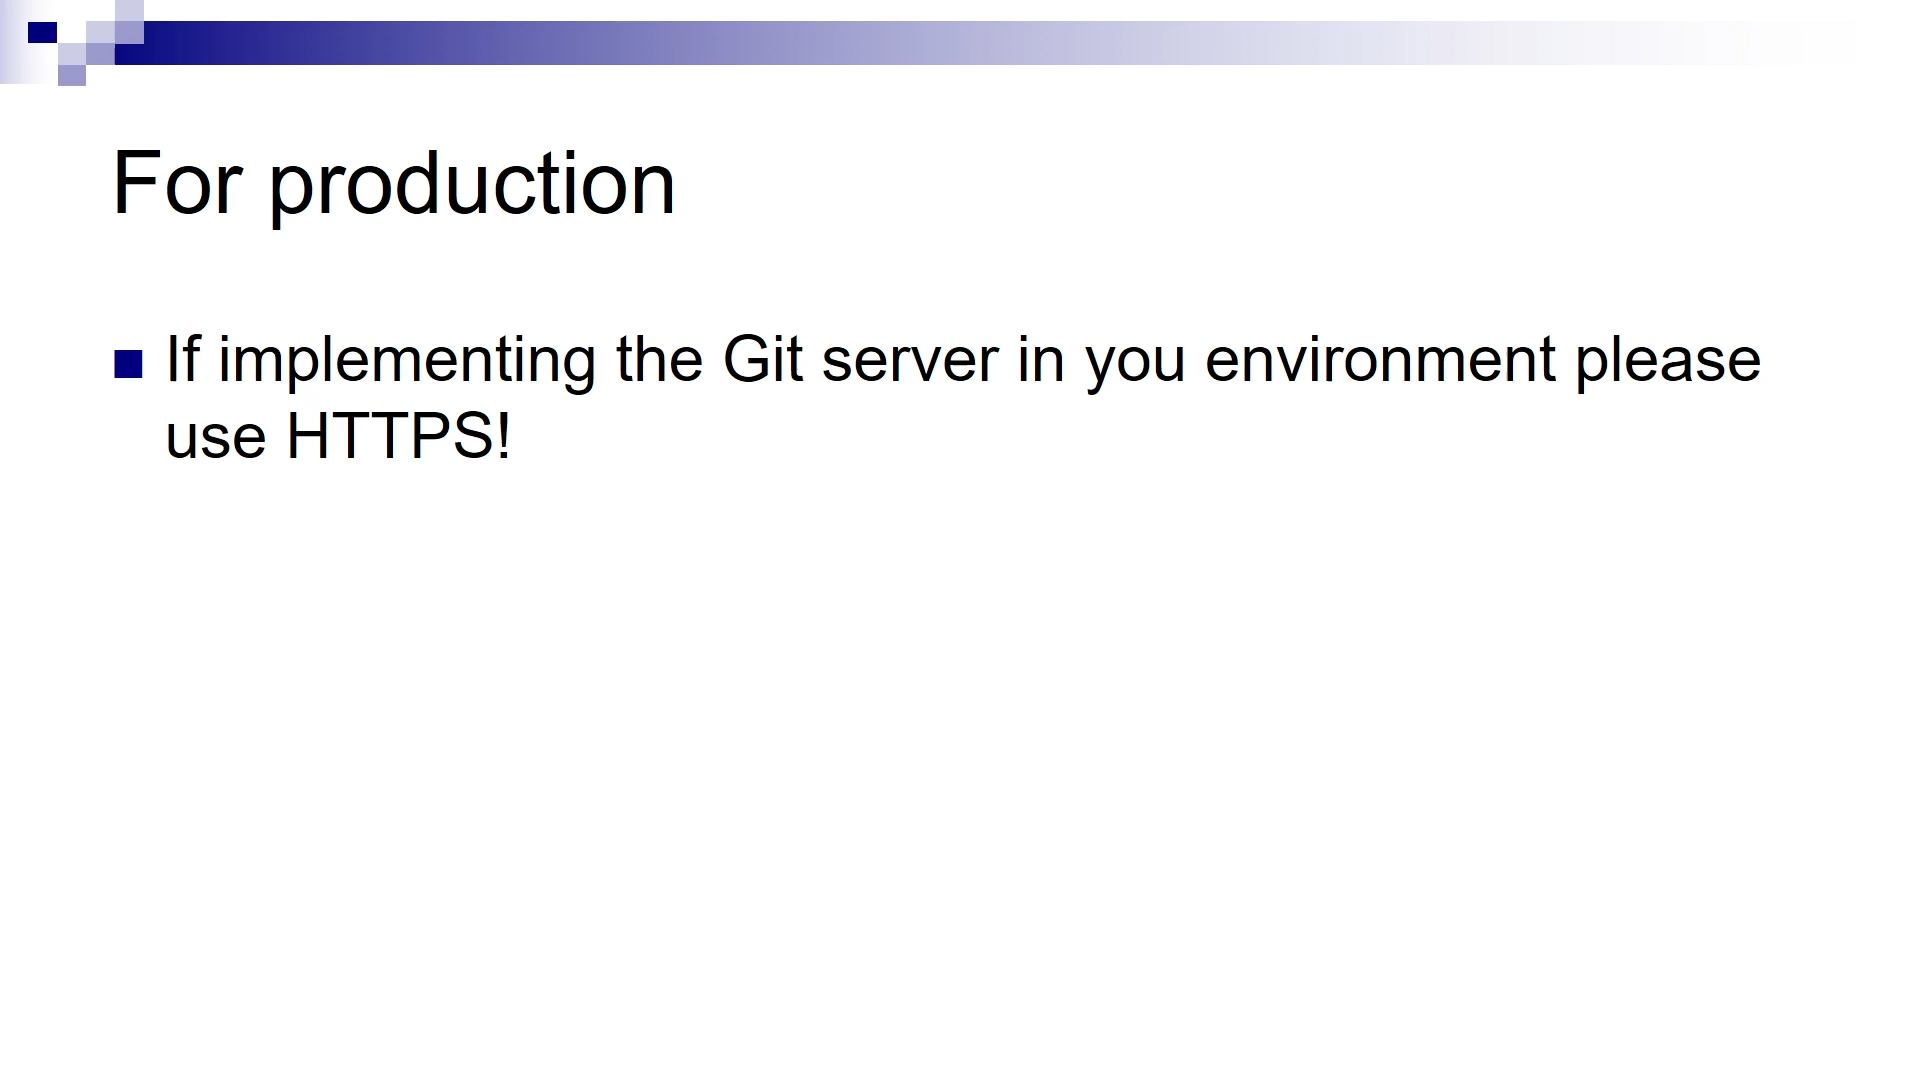 For production
If implementing the Git server in you environment please
use HTTPS!